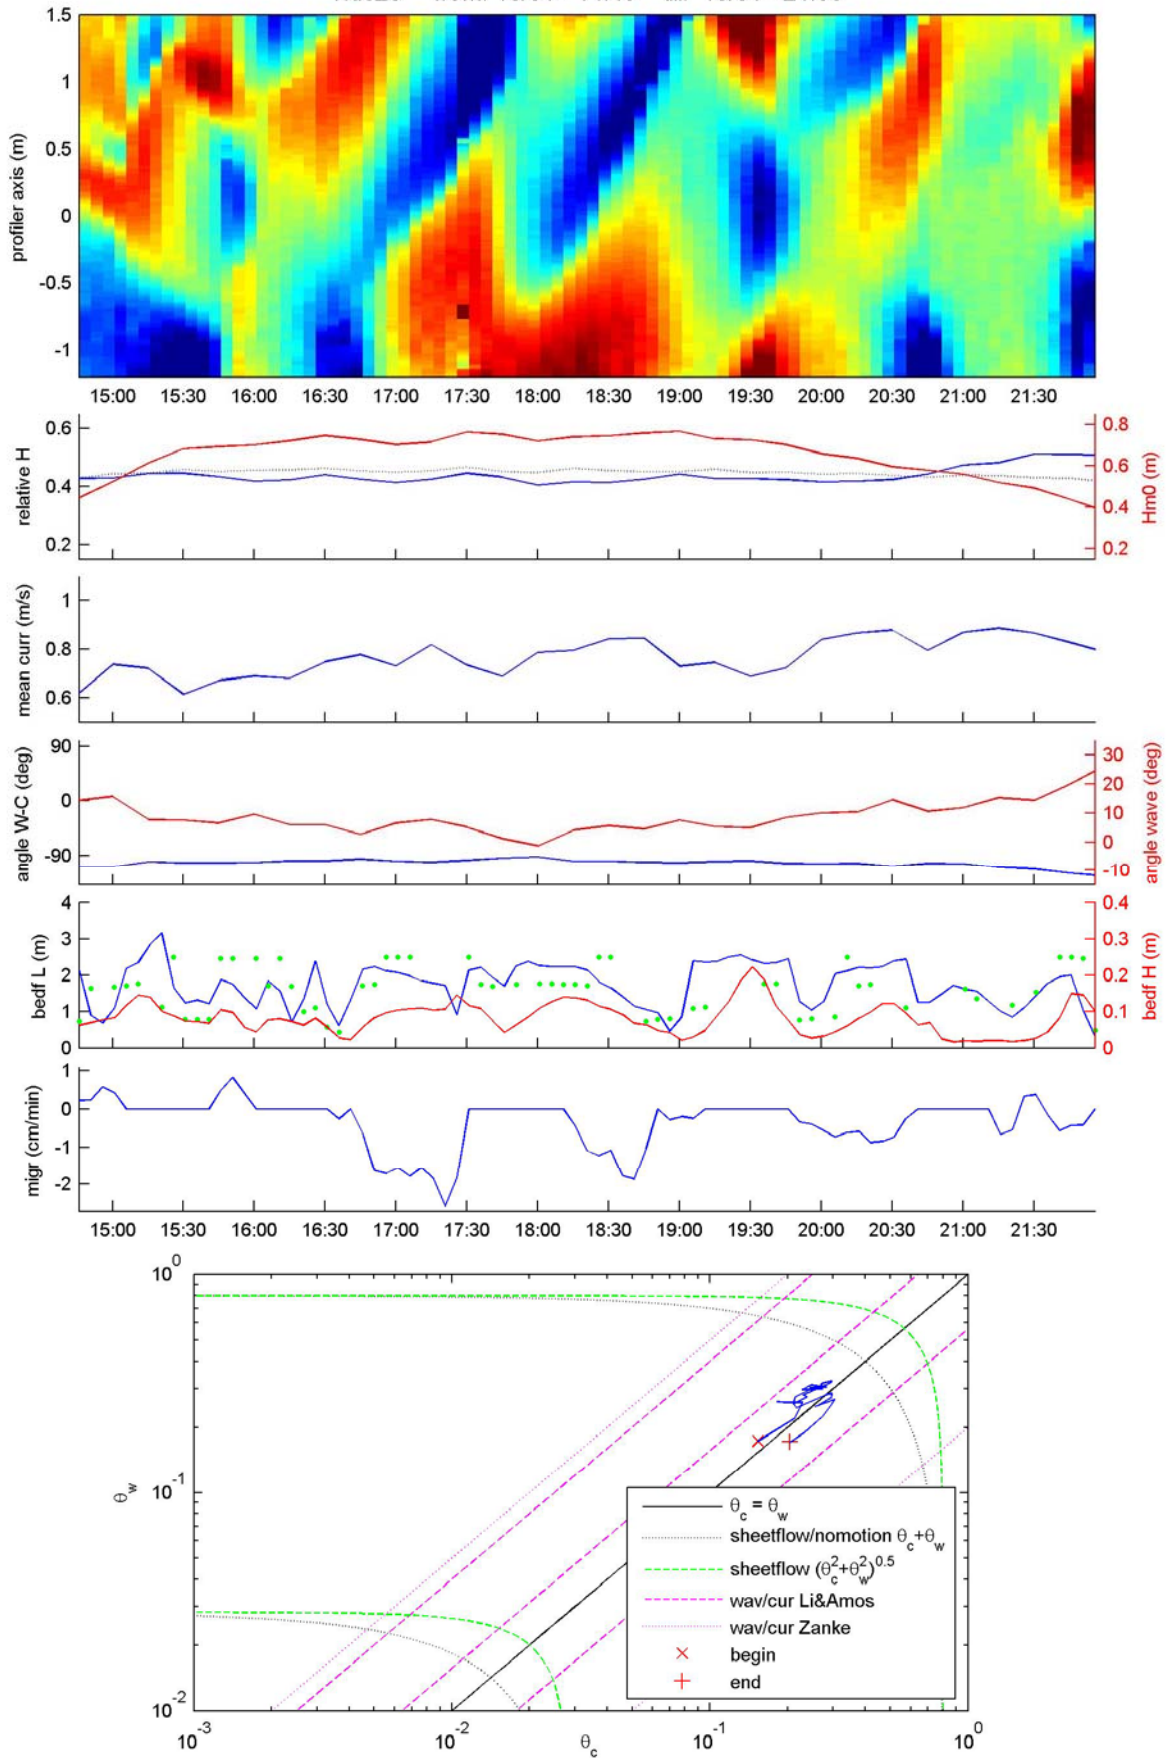 1.5
1
0.5
0
-0.5
-1
profiler axis (m)
15:00 15:30 16:00 16:30 17:00 17:30 18:00 18:30 19:00 19:30 20:00 20:30 21:00 21:30
0.6
0.4
0.2
relative H
0.8
0.6
0.4
0.2
Hm0 (m)
1
0.8
0.6
mean curr (m/s)
90
0
-90
angle W-C (deg)
30
20
10
0
-10
angle wave (deg)
4
3
2
1
0
bedf L (m)
0.4
0.3
0.2
0.1
0
bedf H (m)
1
0
-1
-2
migr (cm/min)
15:00 15:30 16:00 16:30 17:00 17:30 18:00 18:30 19:00 19:30 20:00 20:30 21:00 21:30
10^0
10^-1
10^-2
θ_w
θ_c = θ_w
sheetflow/nomotion θ_c+θ_w
sheetflow (θ_c^2+θ_w^2)^0.5
wav/cur Li&Amos
wav/cur Zanke
begin
end
10^-3 10^-2 10^-1 10^0
θ_c